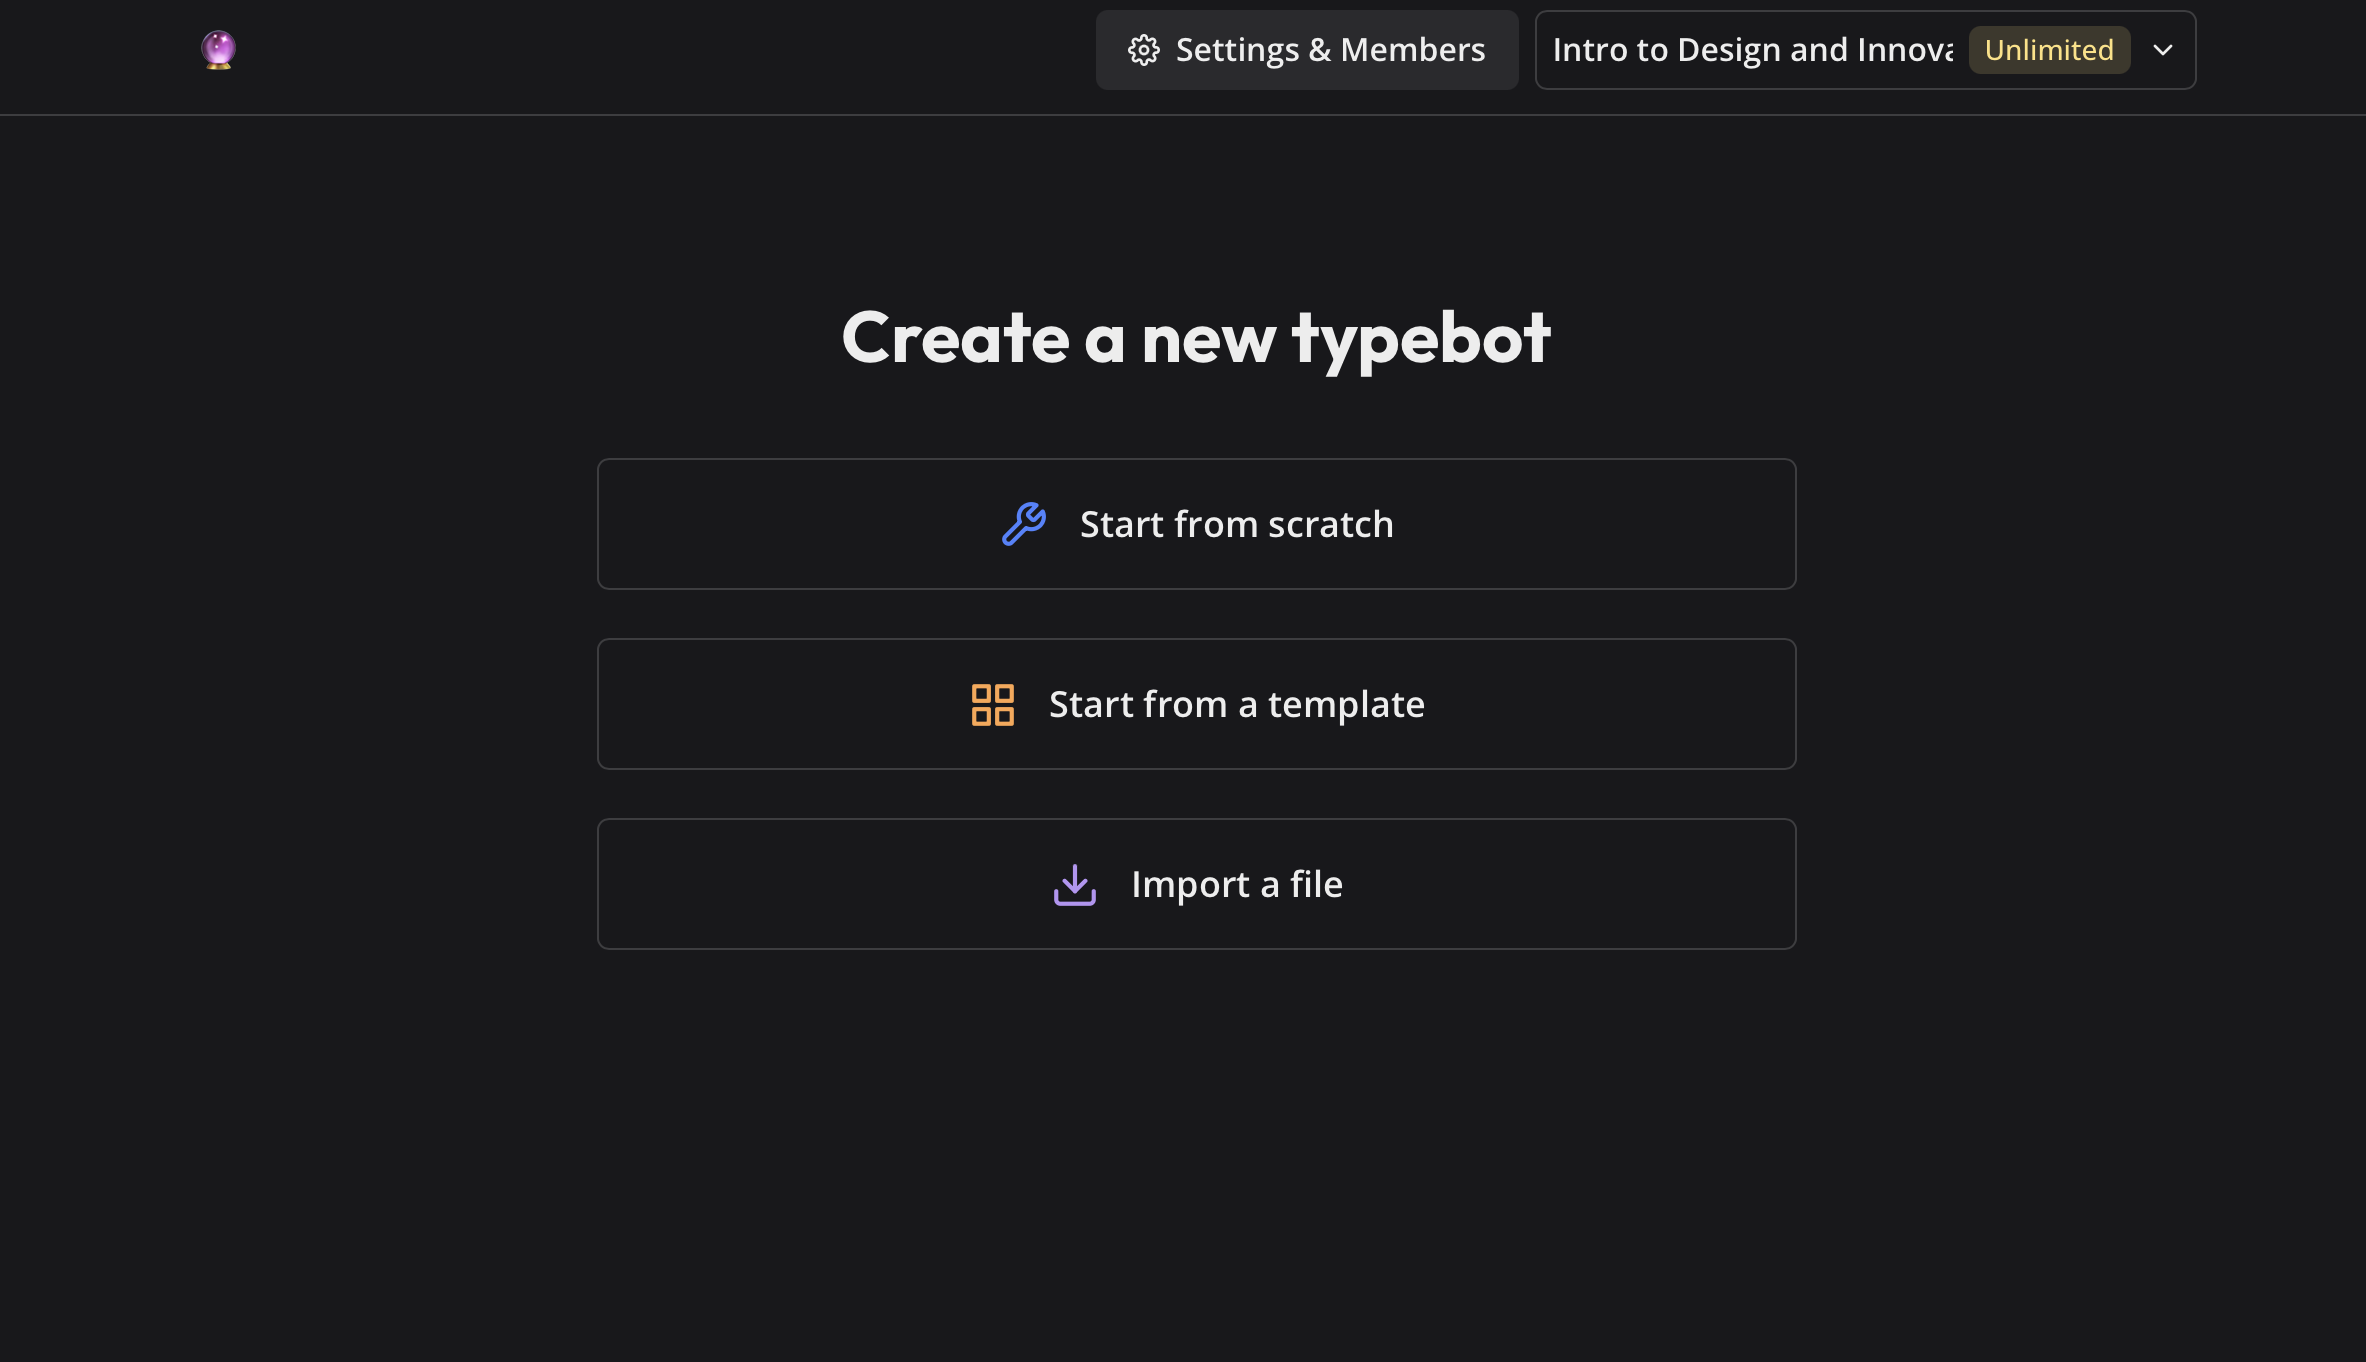 Settings & Members
Intro to Design and Innova
Unlimited
Create a new typebot
Start from scratch
Start from a template
Import a file